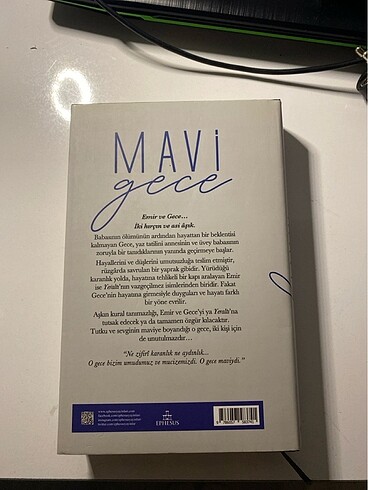 MAVi
gece
Emir ve Gece…
İki hırçın ve asi âşık.
Babasının ölümünün ardından hayattan bir beklentisi
kalmayan Gece, yaz tatilini annesinin ve üvey babasının
zoruyla bir tanıdıklarının yanında geçirmeye başlar.
Hayallerini ve düşlerini umutsuzluğa teslim etmiştir,
rüzgârda savrulan bir yaprak gibidir. Yürüdüğü
karanlık yolda, hayatına tehlikeli bir kapı aralayan Emir
ise Yeraltı'nın vazgeçilmez isimlerinden biridir. Fakat
Gece'nin hayatına girmesiyle duyguları ve hayatı farklı
bir yöne evrilir.
Aşkın kural tanımazlığı, Emir ve Gece'yi ya Yeraltı'na
tutsak edecek ya da tamamen özgür kılacaktır.
Tutku ve sevginin maviye boyandığı o gece, iki kişi için
de unutulmazdır…
“Ne zifirî karanlık ne aydınlık...
O gece bizim umudumuz ve mucizemizdi. O gece maviydi.”
EPHESUS